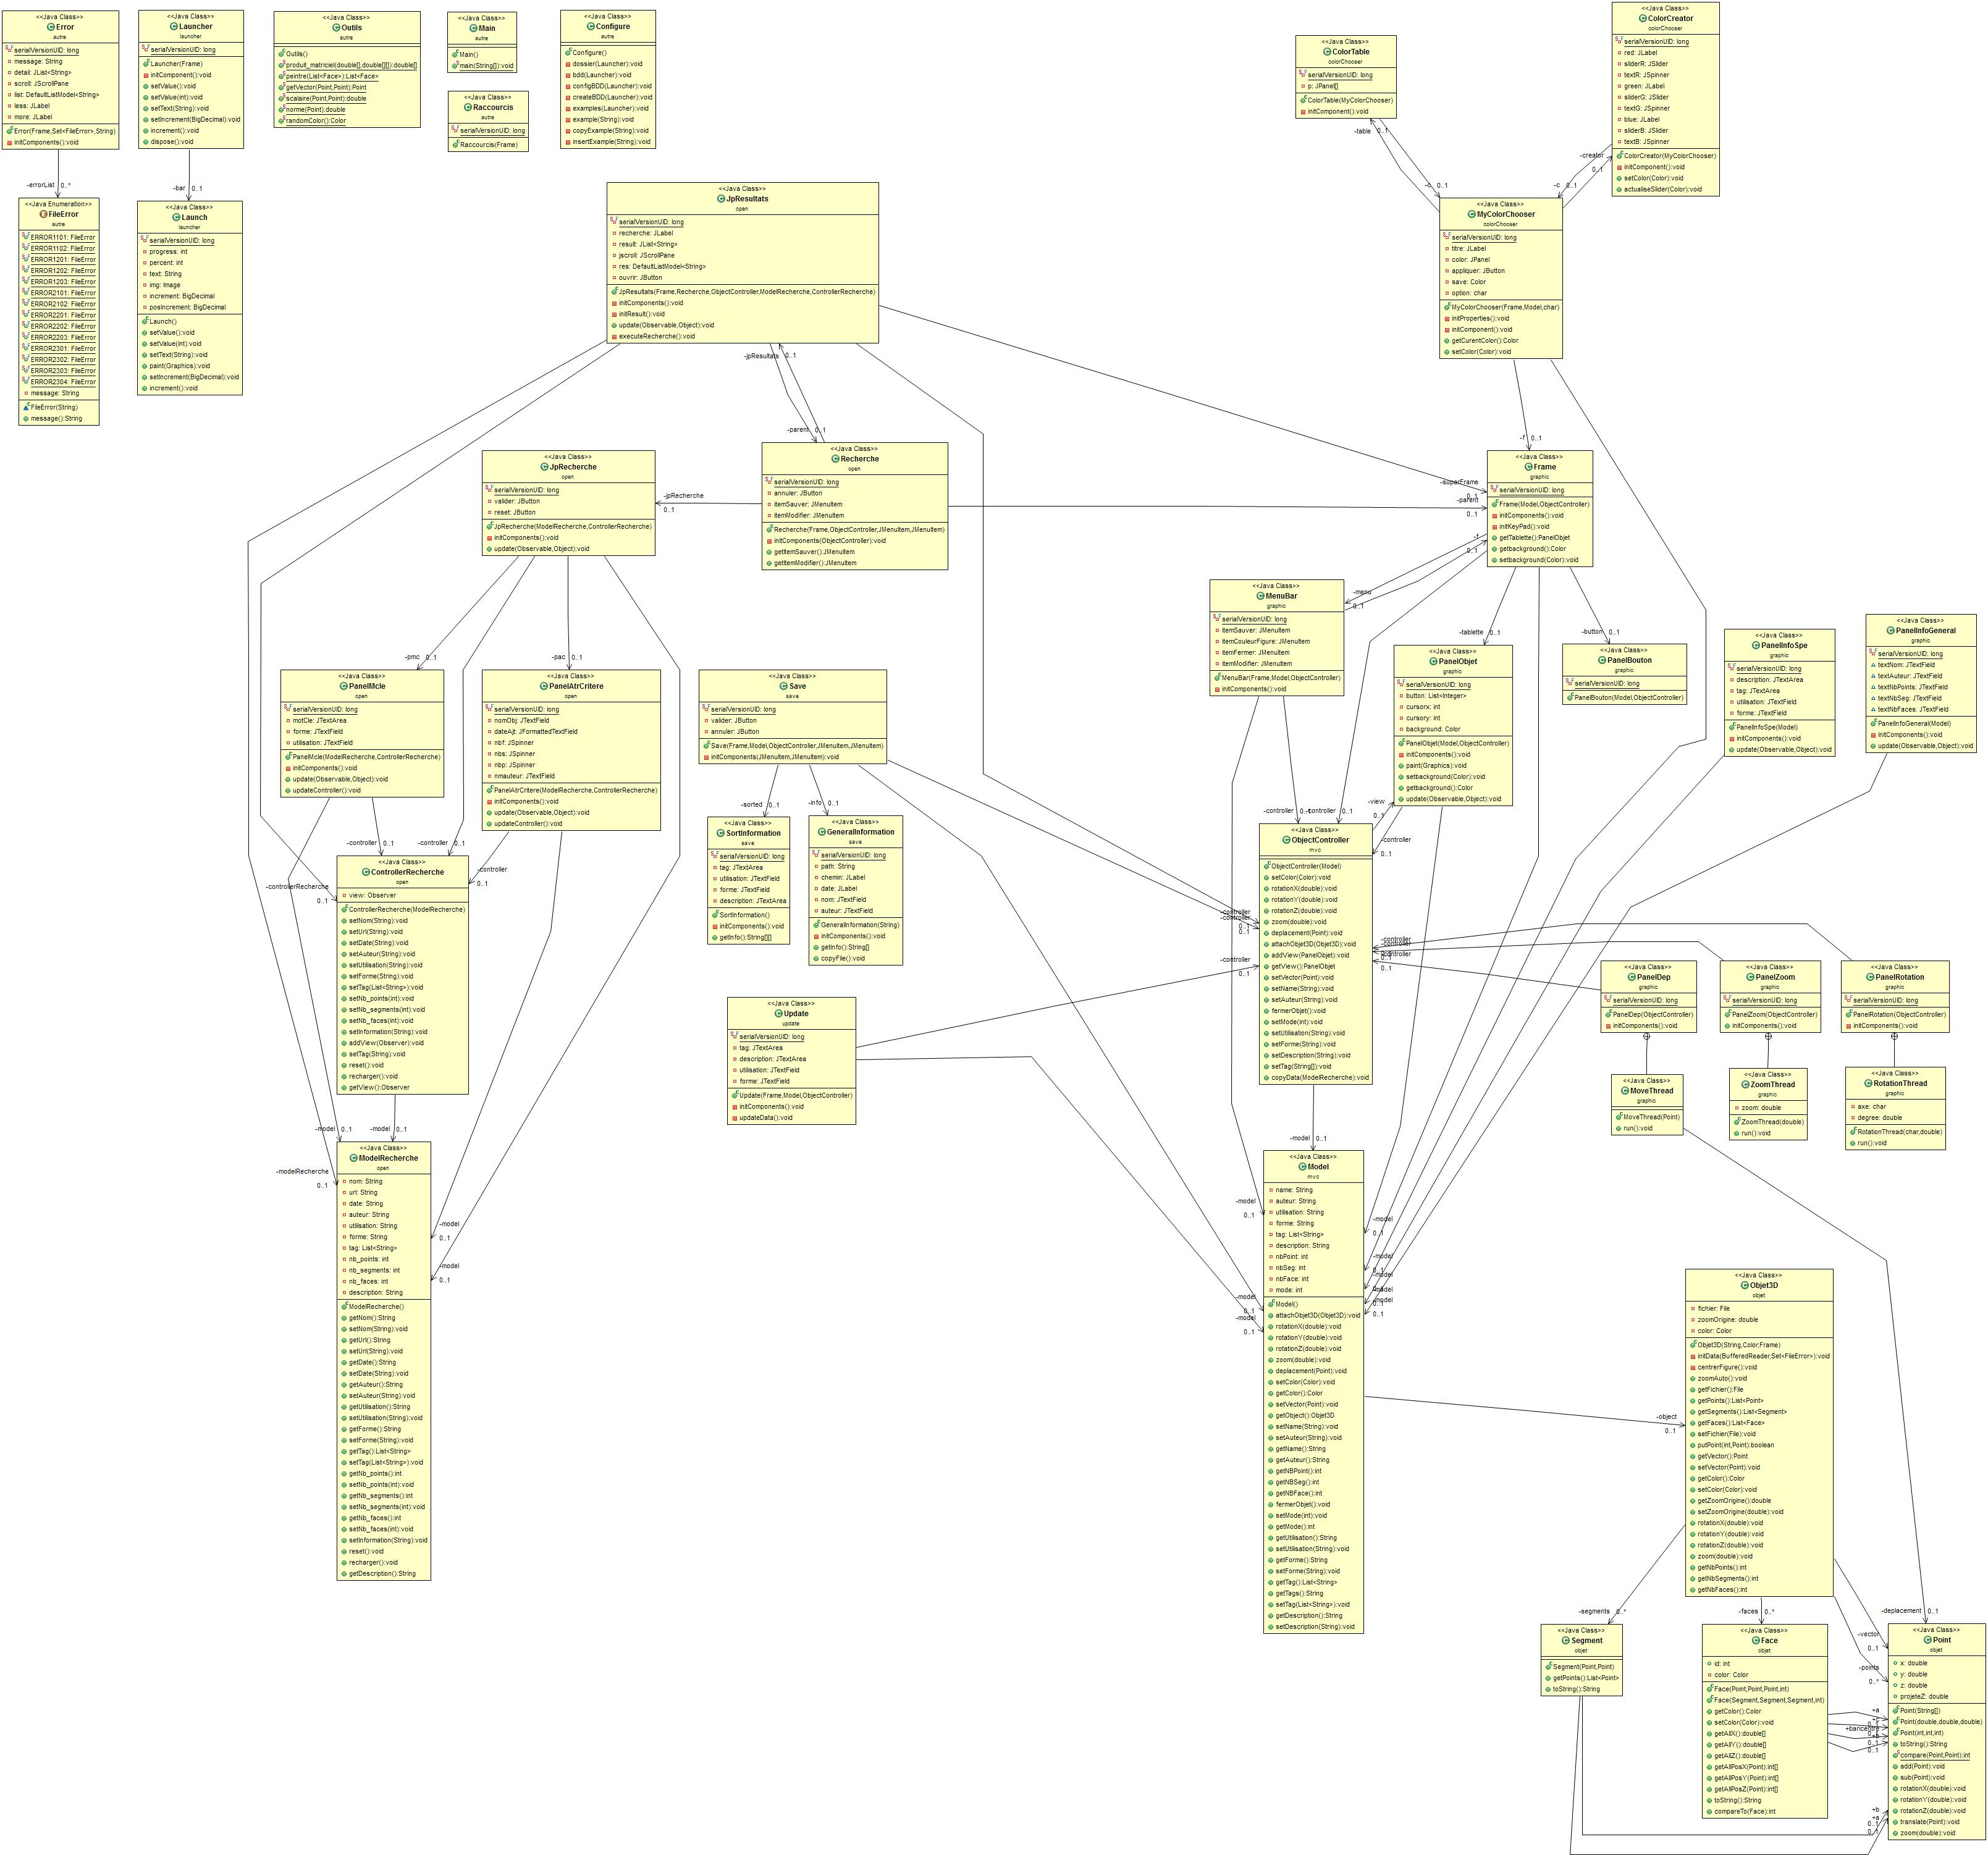 <<Java Class>>
Error
autre
serialVersionUID: long
message: String
detail: JList<String>
scroll: JScrollPane
list: DefaultListModel<String>
less: JLabel
more: JLabel
Error(Frame,Set<FileError>,String)
initComponents():void
-errorList
0..*
<<Java Enumeration>>
FileError
autre
ERROR1101: FileError
ERROR1102: FileError
ERROR1201: FileError
ERROR1202: FileError
ERROR1203: FileError
ERROR2101: FileError
ERROR2102: FileError
ERROR2201: FileError
ERROR2202: FileError
ERROR2203: FileError
ERROR2301: FileError
ERROR2302: FileError
ERROR2303: FileError
ERROR2304: FileError
message: String
FileError(String)
message():String
<<Java Class>>
Launcher
launcher
serialVersionUID: long
Launcher(Frame)
initComponent():void
setValue():void
setValue(int):void
setText(String):void
setIncrement(BigDecimal):void
increment():void
dispose():void
-bar
0..1
<<Java Class>>
Launch
launcher
serialVersionUID: long
progress: int
percent: int
text: String
img: Image
increment: BigDecimal
posIncrement: BigDecimal
Launch()
setValue():void
setValue(int):void
setText(String):void
paint(Graphics):void
setIncrement(BigDecimal):void
increment():void
<<Java Class>>
Outils
autre
Outils()
produit_matriciel(double[],double[][]):double[]
peintre(List<Face>):List<Face>
getVector(Point,Point):Point
scalaire(Point,Point):double
norme(Point):double
randomColor():Color
<<Java Class>>
Main
autre
Main()
main(String[]):void
<<Java Class>>
Raccourcis
autre
serialVersionUID: long
Raccourcis(Frame)
<<Java Class>>
Configure
autre
Configure()
dossier(Launcher):void
bdd(Launcher):void
configBDD(Launcher):void
createBDD(Launcher):void
examples(Launcher):void
example(String):void
copyExample(String):void
insertExample(String):void
<<Java Class>>
ColorTable
colorChooser
serialVersionUID: long
p: JPanel[]
ColorTable(MyColorChooser)
initComponent():void
-table
0..1
<<Java Class>>
ColorCreator
colorChooser
serialVersionUID: long
red: JLabel
sliderR: JSlider
textR: JSpinner
green: JLabel
sliderG: JSlider
textG: JSpinner
blue: JLabel
sliderB: JSlider
textB: JSpinner
ColorCreator(MyColorChooser)
initComponent():void
setColor(Color):void
actualiseSlider(Color):void
-creator
0..1
-c
0..1
-c
0..1
<<Java Class>>
MyColorChooser
colorChooser
serialVersionUID: long
titre: JLabel
color: JPanel
appliquer: JButton
save: Color
option: char
MyColorChooser(Frame,Model,char)
initProperties():void
initComponent():void
getCurentColor():Color
setColor(Color):void
-f
0..1
<<Java Class>>
JpResultats
open
serialVersionUID: long
recherche: JLabel
result: JList<String>
jscroll: JScrollPane
res: DefaultListModel<String>
ouvrir: JButton
JpResultats(Frame,Recherche,ObjectController,ModelRecherche,ControllerRecherche)
initComponents():void
initResult():void
update(Observable,Object):void
executeRecherche():void
-jpResultats
0..1
-parent
0..1
<<Java Class>>
Recherche
open
serialVersionUID: long
annuler: JButton
itemSauver: JMenuItem
itemModifier: JMenuItem
Recherche(Frame,ObjectController,JMenuItem,JMenuItem)
initComponents(ObjectController):void
getItemSauver():JMenuItem
getItemModifier():JMenuItem
-jpRecherche
0..1
<<Java Class>>
JpRecherche
open
serialVersionUID: long
valider: JButton
reset: JButton
JpRecherche(ModelRecherche,ControllerRecherche)
initComponents():void
update(Observable,Object):void
-superFrame
0..1
-parent
0..1
<<Java Class>>
Frame
graphic
serialVersionUID: long
Frame(Model,ObjectController)
initComponents():void
initKeyPad():void
getTablette():PanelObjet
getbackground():Color
setbackground(Color):void
-f
0..1
-menu
0..1
-tablette
0..1
-button
0..1
<<Java Class>>
MenuBar
graphic
serialVersionUID: long
itemSauver: JMenuItem
itemCouleurFigure: JMenuItem
itemFermer: JMenuItem
itemModifier: JMenuItem
MenuBar(Frame,Model,ObjectController)
initComponents():void
<<Java Class>>
PanelObjet
graphic
serialVersionUID: long
button: List<Integer>
cursorx: int
cursory: int
background: Color
PanelObjet(Model,ObjectController)
initComponents():void
paint(Graphics):void
setbackground(Color):void
getbackground():Color
update(Observable,Object):void
<<Java Class>>
PanelBouton
graphic
serialVersionUID: long
PanelBouton(Model,ObjectController)
<<Java Class>>
PanelInfoSpe
graphic
serialVersionUID: long
description: JTextArea
tag: JTextArea
utilisation: JTextField
forme: JTextField
PanelInfoSpe(Model)
initComponents():void
update(Observable,Object):void
<<Java Class>>
PanelInfoGeneral
graphic
serialVersionUID: long
textNom: JTextField
textAuteur: JTextField
textNbPoints: JTextField
textNbSeg: JTextField
textNbFaces: JTextField
PanelInfoGeneral(Model)
initComponents():void
update(Observable,Object):void
-pmc
0..1
-pac
0..1
<<Java Class>>
PanelMcle
open
serialVersionUID: long
motCle: JTextArea
forme: JTextField
utilisation: JTextField
PanelMcle(ModelRecherche,ControllerRecherche)
initComponents():void
update(Observable,Object):void
updateController():void
<<Java Class>>
PanelAtrCritere
open
serialVersionUID: long
nomObj: JTextField
dateAjt: JFormattedTextField
nbf: JSpinner
nbs: JSpinner
nbp: JSpinner
nmauteur: JTextField
PanelAtrCritere(ModelRecherche,ControllerRecherche)
initComponents():void
update(Observable,Object):void
updateController():void
<<Java Class>>
Save
save
serialVersionUID: long
valider: JButton
annuler: JButton
Save(Frame,Model,ObjectController,JMenuItem,JMenuItem)
initComponents(JMenuItem,JMenuItem):void
-sorted
0..1
-info
0..1
<<Java Class>>
SortInformation
save
serialVersionUID: long
tag: JTextArea
utilisation: JTextField
forme: JTextField
description: JTextArea
SortInformation()
initComponents():void
getInfo():String[][]
<<Java Class>>
GeneralInformation
save
serialVersionUID: long
path: String
chemin: JLabel
date: JLabel
nom: JTextField
auteur: JTextField
GeneralInformation(String)
initComponents():void
getInfo():String[]
copyFile():void
-controller
0..1
-controller
0..1
-controller
0..1
-controllerRecherche
0..1
<<Java Class>>
ControllerRecherche
open
view: Observer
ControllerRecherche(ModelRecherche)
setNom(String):void
setUrl(String):void
setDate(String):void
setAuteur(String):void
setUtilisation(String):void
setForme(String):void
setTag(List<String>):void
setNb_points(int):void
setNb_segments(int):void
setNb_faces(int):void
setInformation(String):void
addView(Observer):void
setTag(String):void
reset():void
recharger():void
getView():Observer
-controller
-controller
0..1
-view
0..1
-controller
0..1
<<Java Class>>
ObjectController
mvc
ObjectController(Model)
setColor(Color):void
rotationX(double):void
rotationY(double):void
rotationZ(double):void
zoom(double):void
deplacement(Point):void
attachObjet3D(Objet3D):void
addView(PanelObjet):void
getView():PanelObjet
setVector(Point):void
setName(String):void
setAuteur(String):void
fermerObjet():void
setMode(int):void
setUtilisation(String):void
setForme(String):void
setDescription(String):void
setTag(String[]):void
copyData(ModelRecherche):void
-controller
-controller
0..1
-controller
0..1
-controller
-controller
0..1
<<Java Class>>
PanelDep
graphic
serialVersionUID: long
PanelDep(ObjectController)
initComponents():void
<<Java Class>>
PanelZoom
graphic
serialVersionUID: long
PanelZoom(ObjectController)
initComponents():void
<<Java Class>>
PanelRotation
graphic
serialVersionUID: long
PanelRotation(ObjectController)
initComponents():void
<<Java Class>>
MoveThread
graphic
MoveThread(Point)
run():void
<<Java Class>>
ZoomThread
graphic
zoom: double
ZoomThread(double)
run():void
<<Java Class>>
RotationThread
graphic
axe: char
degree: double
RotationThread(char,double)
run():void
<<Java Class>>
Update
update
serialVersionUID: long
tag: JTextArea
description: JTextArea
utilisation: JTextField
forme: JTextField
Update(Frame,Model,ObjectController)
initComponents():void
updateData():void
-model
0..1
-model
0..1
-modelRecherche
0..1
<<Java Class>>
ModelRecherche
open
nom: String
url: String
date: String
auteur: String
utilisation: String
forme: String
tag: List<String>
nb_points: int
nb_segments: int
nb_faces: int
description: String
ModelRecherche()
getNom():String
setNom(String):void
getUrl():String
setUrl(String):void
getDate():String
setDate(String):void
getAuteur():String
setAuteur(String):void
getUtilisation():String
setUtilisation(String):void
getForme():String
setForme(String):void
getTag():List<String>
setTag(List<String>):void
getNb_points():int
setNb_points(int):void
getNb_segments():int
setNb_segments(int):void
getNb_faces():int
setNb_faces(int):void
setInformation(String):void
reset():void
recharger():void
getDescription():String
-model
0..1
-model
0..1
-model
0..1
<<Java Class>>
Model
mvc
name: String
auteur: String
utilisation: String
forme: String
tag: List<String>
description: String
nbPoint: int
nbSeg: int
nbFace: int
mode: int
Model()
attachObjet3D(Objet3D):void
rotationX(double):void
rotationY(double):void
rotationZ(double):void
zoom(double):void
deplacement(Point):void
setColor(Color):void
getColor():Color
setVector(Point):void
getObject():Objet3D
setName(String):void
setAuteur(String):void
getName():String
getAuteur():String
getNBPoint():int
getNBSeg():int
getNBFace():int
fermerObjet():void
setMode(int):void
getMode():int
getUtilisation():String
setUtilisation(String):void
getForme():String
setForme(String):void
getTag():List<String>
getTags():String
setTag(List<String>):void
getDescription():String
setDescription(String):void
-model
0..1
-model
0..1
-model
0..1
-model
0..1
-model
0..1
-model
-model
0..1
-object
0..1
<<Java Class>>
Objet3D
objet
fichier: File
zoomOrigine: double
color: Color
Objet3D(String,Color,Frame)
initData(BufferedReader,Set<FileError>):void
centrerFigure():void
zoomAuto():void
getFichier():File
getPoints():List<Point>
getSegments():List<Segment>
getFaces():List<Face>
setFichier(File):void
putPoint(int,Point):boolean
getVector():Point
setVector(Point):void
getColor():Color
setColor(Color):void
getZoomOrigine():double
setZoomOrigine(double):void
rotationX(double):void
rotationY(double):void
rotationZ(double):void
zoom(double):void
getNbPoints():int
getNbSegments():int
getNbFaces():int
-segments
0..*
-faces
0..*
-deplacement
0..1
-vector
0..1
-points
0..*
<<Java Class>>
Segment
objet
Segment(Point,Point)
getPoints():List<Point>
toString():String
<<Java Class>>
Face
objet
id: int
color: Color
Face(Point,Point,Point,int)
Face(Segment,Segment,Segment,int)
getColor():Color
setColor(Color):void
getAllX():double[]
getAllY():double[]
getAllZ():double[]
getAllPosX(Point):int[]
getAllPosY(Point):int[]
getAllPosZ(Point):int[]
toString():String
compareTo(Face):int
+a
+baricentre
0..1
0..1
<<Java Class>>
Point
objet
x: double
y: double
z: double
projeteZ: double
Point(String[])
Point(double,double,double)
Point(int,int,int)
toString():String
compare(Point,Point):int
add(Point):void
sub(Point):void
rotationX(double):void
rotationY(double):void
rotationZ(double):void
translate(Point):void
zoom(double):void
+b
+a
0..1
0..1